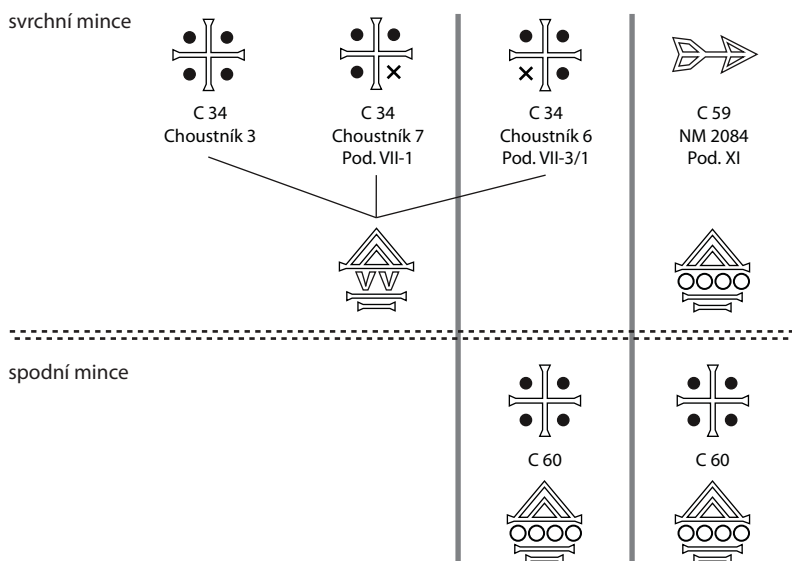 svrchní mince
C 34
Choustník 3
C 34
Choustník 7
Pod. VII-1
C 34
Choustník 6
Pod. VII-3/1
C 59
NM 2084
Pod. XI
spodní mince
C 60
C 60